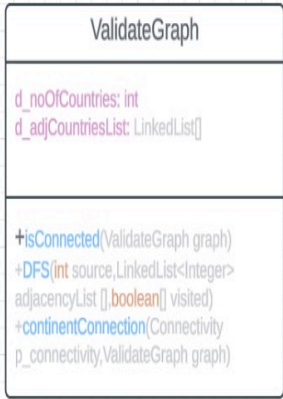 ValidateGraph
d_noOfCountries: int
d_adjCountriesList: LinkedList[]
+isConnected(ValidateGraph graph)
+DFS(int source,LinkedList<Integer>
adjacencyList [],boolean[] visited)
+continentConnection(Connectivity
p_connectivity,ValidateGraph graph)